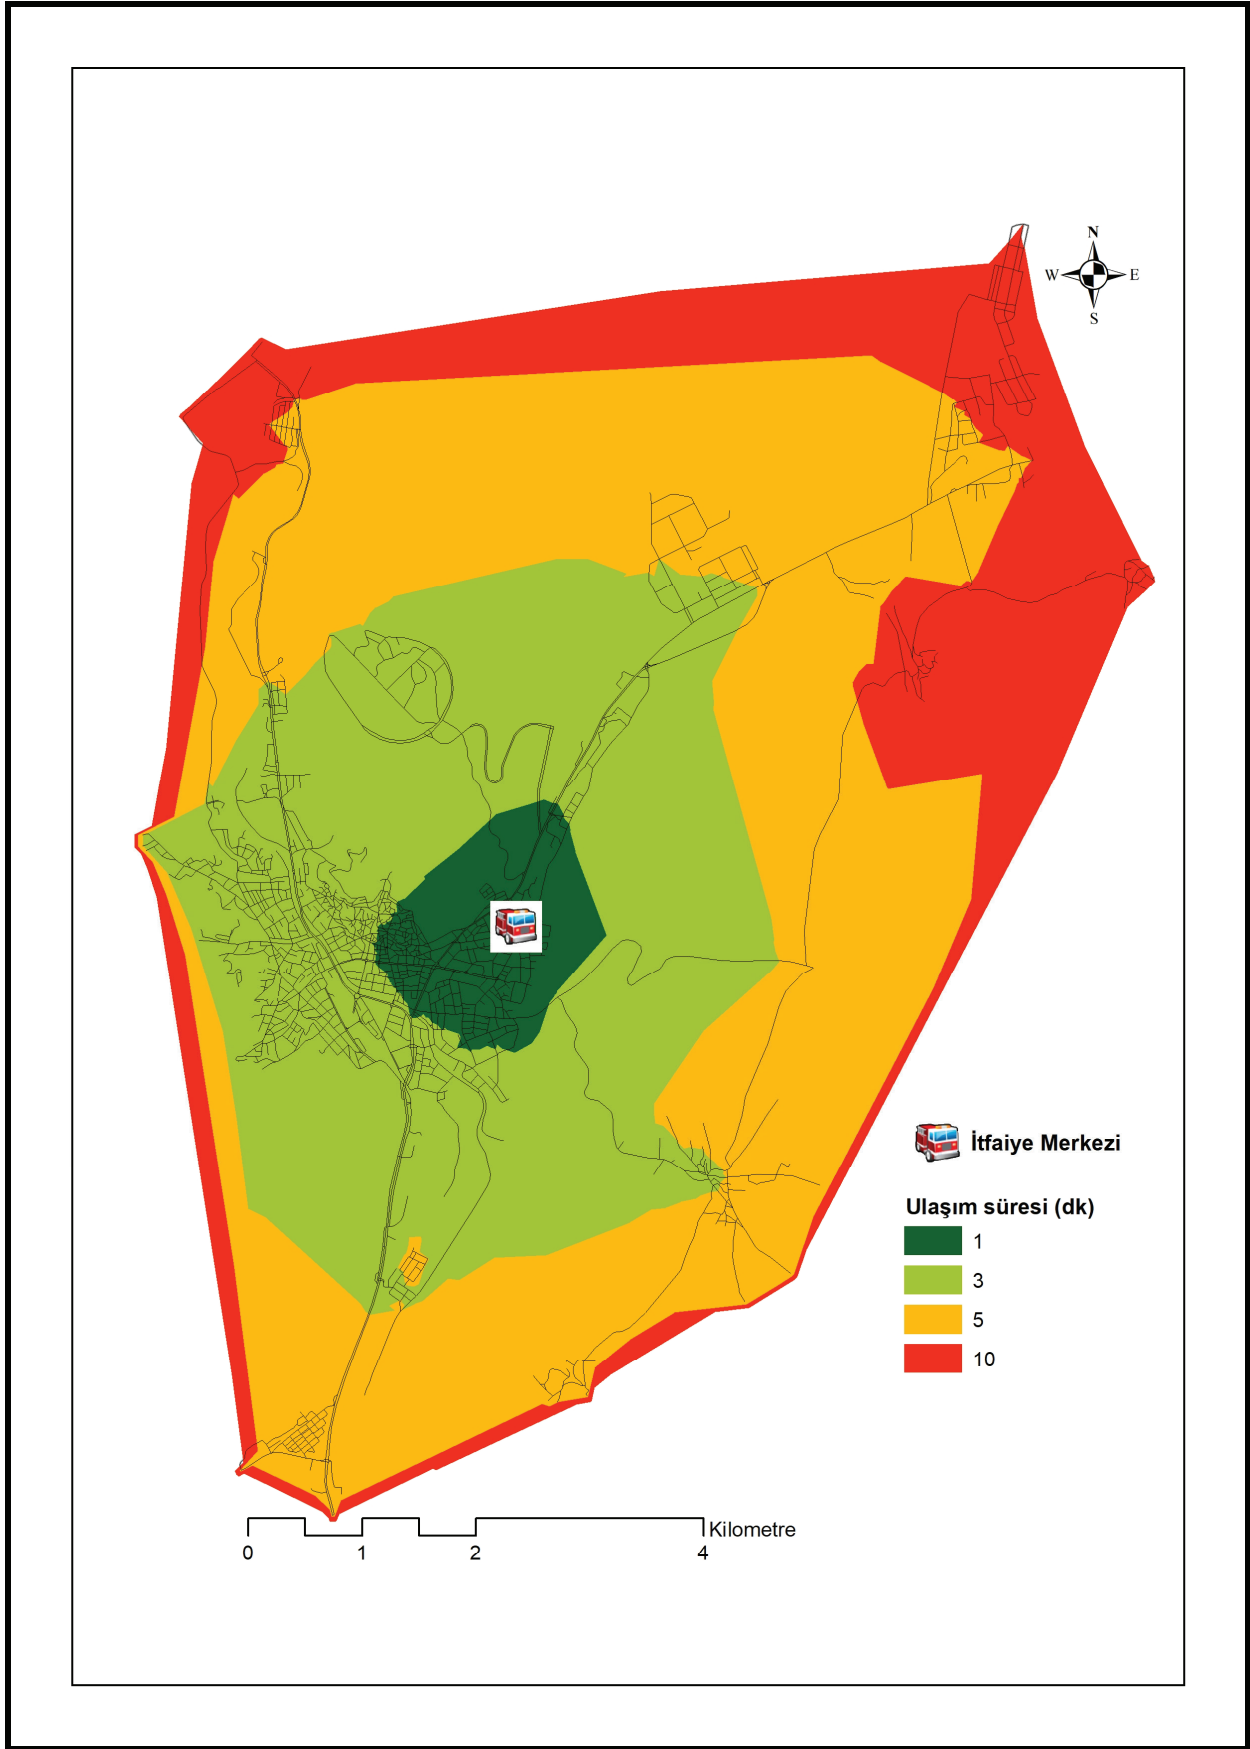 N
W E
S
İtfaiye Merkezi
Ulaşım süresi (dk)
1
3
5
10
Kilometre
0 1 2 4